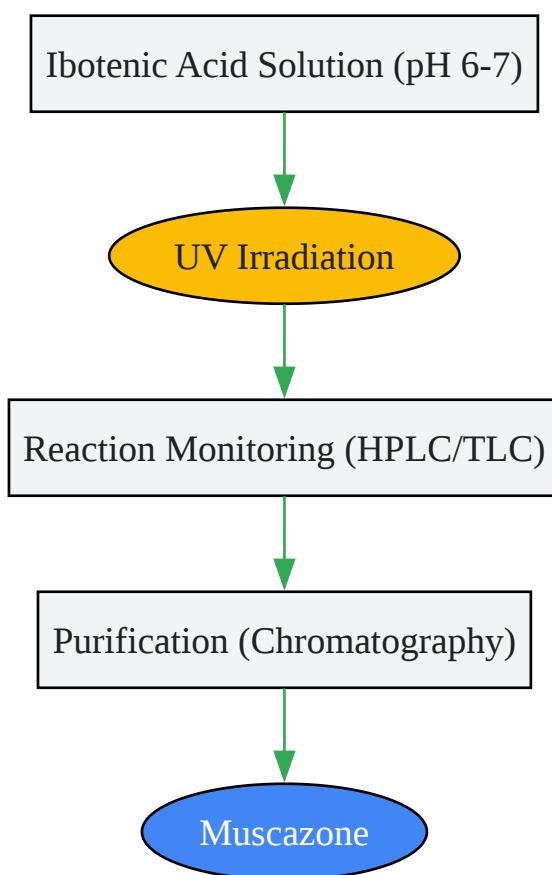 Ibotenic Acid Solution (pH 6-7)
UV Irradiation
Reaction Monitoring (HPLC/TLC)
Purification (Chromatography)
Muscazone